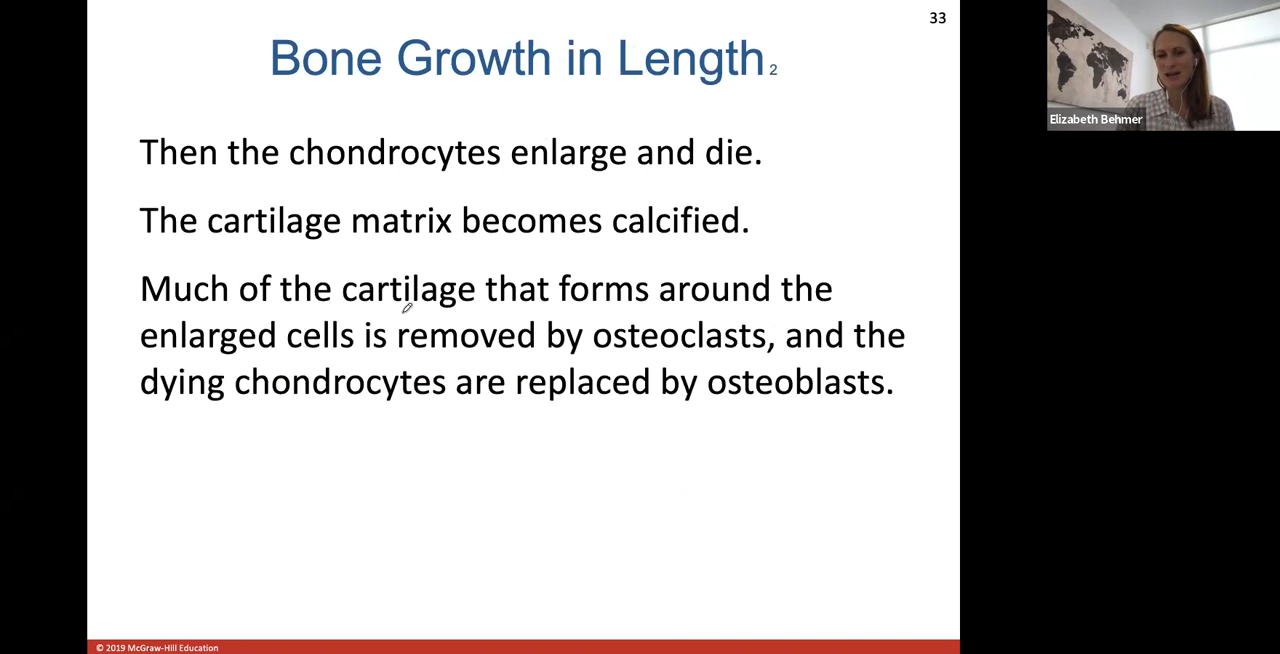 33
Bone Growth in Length 2
Then the chondrocytes enlarge and die.
The cartilage matrix becomes calcified.
Much of the cartilage that forms around the
enlarged cells is removed by osteoclasts, and the
dying chondrocytes are replaced by osteoblasts.
© 2019 McGraw-Hill Education
Elizabeth Behmer